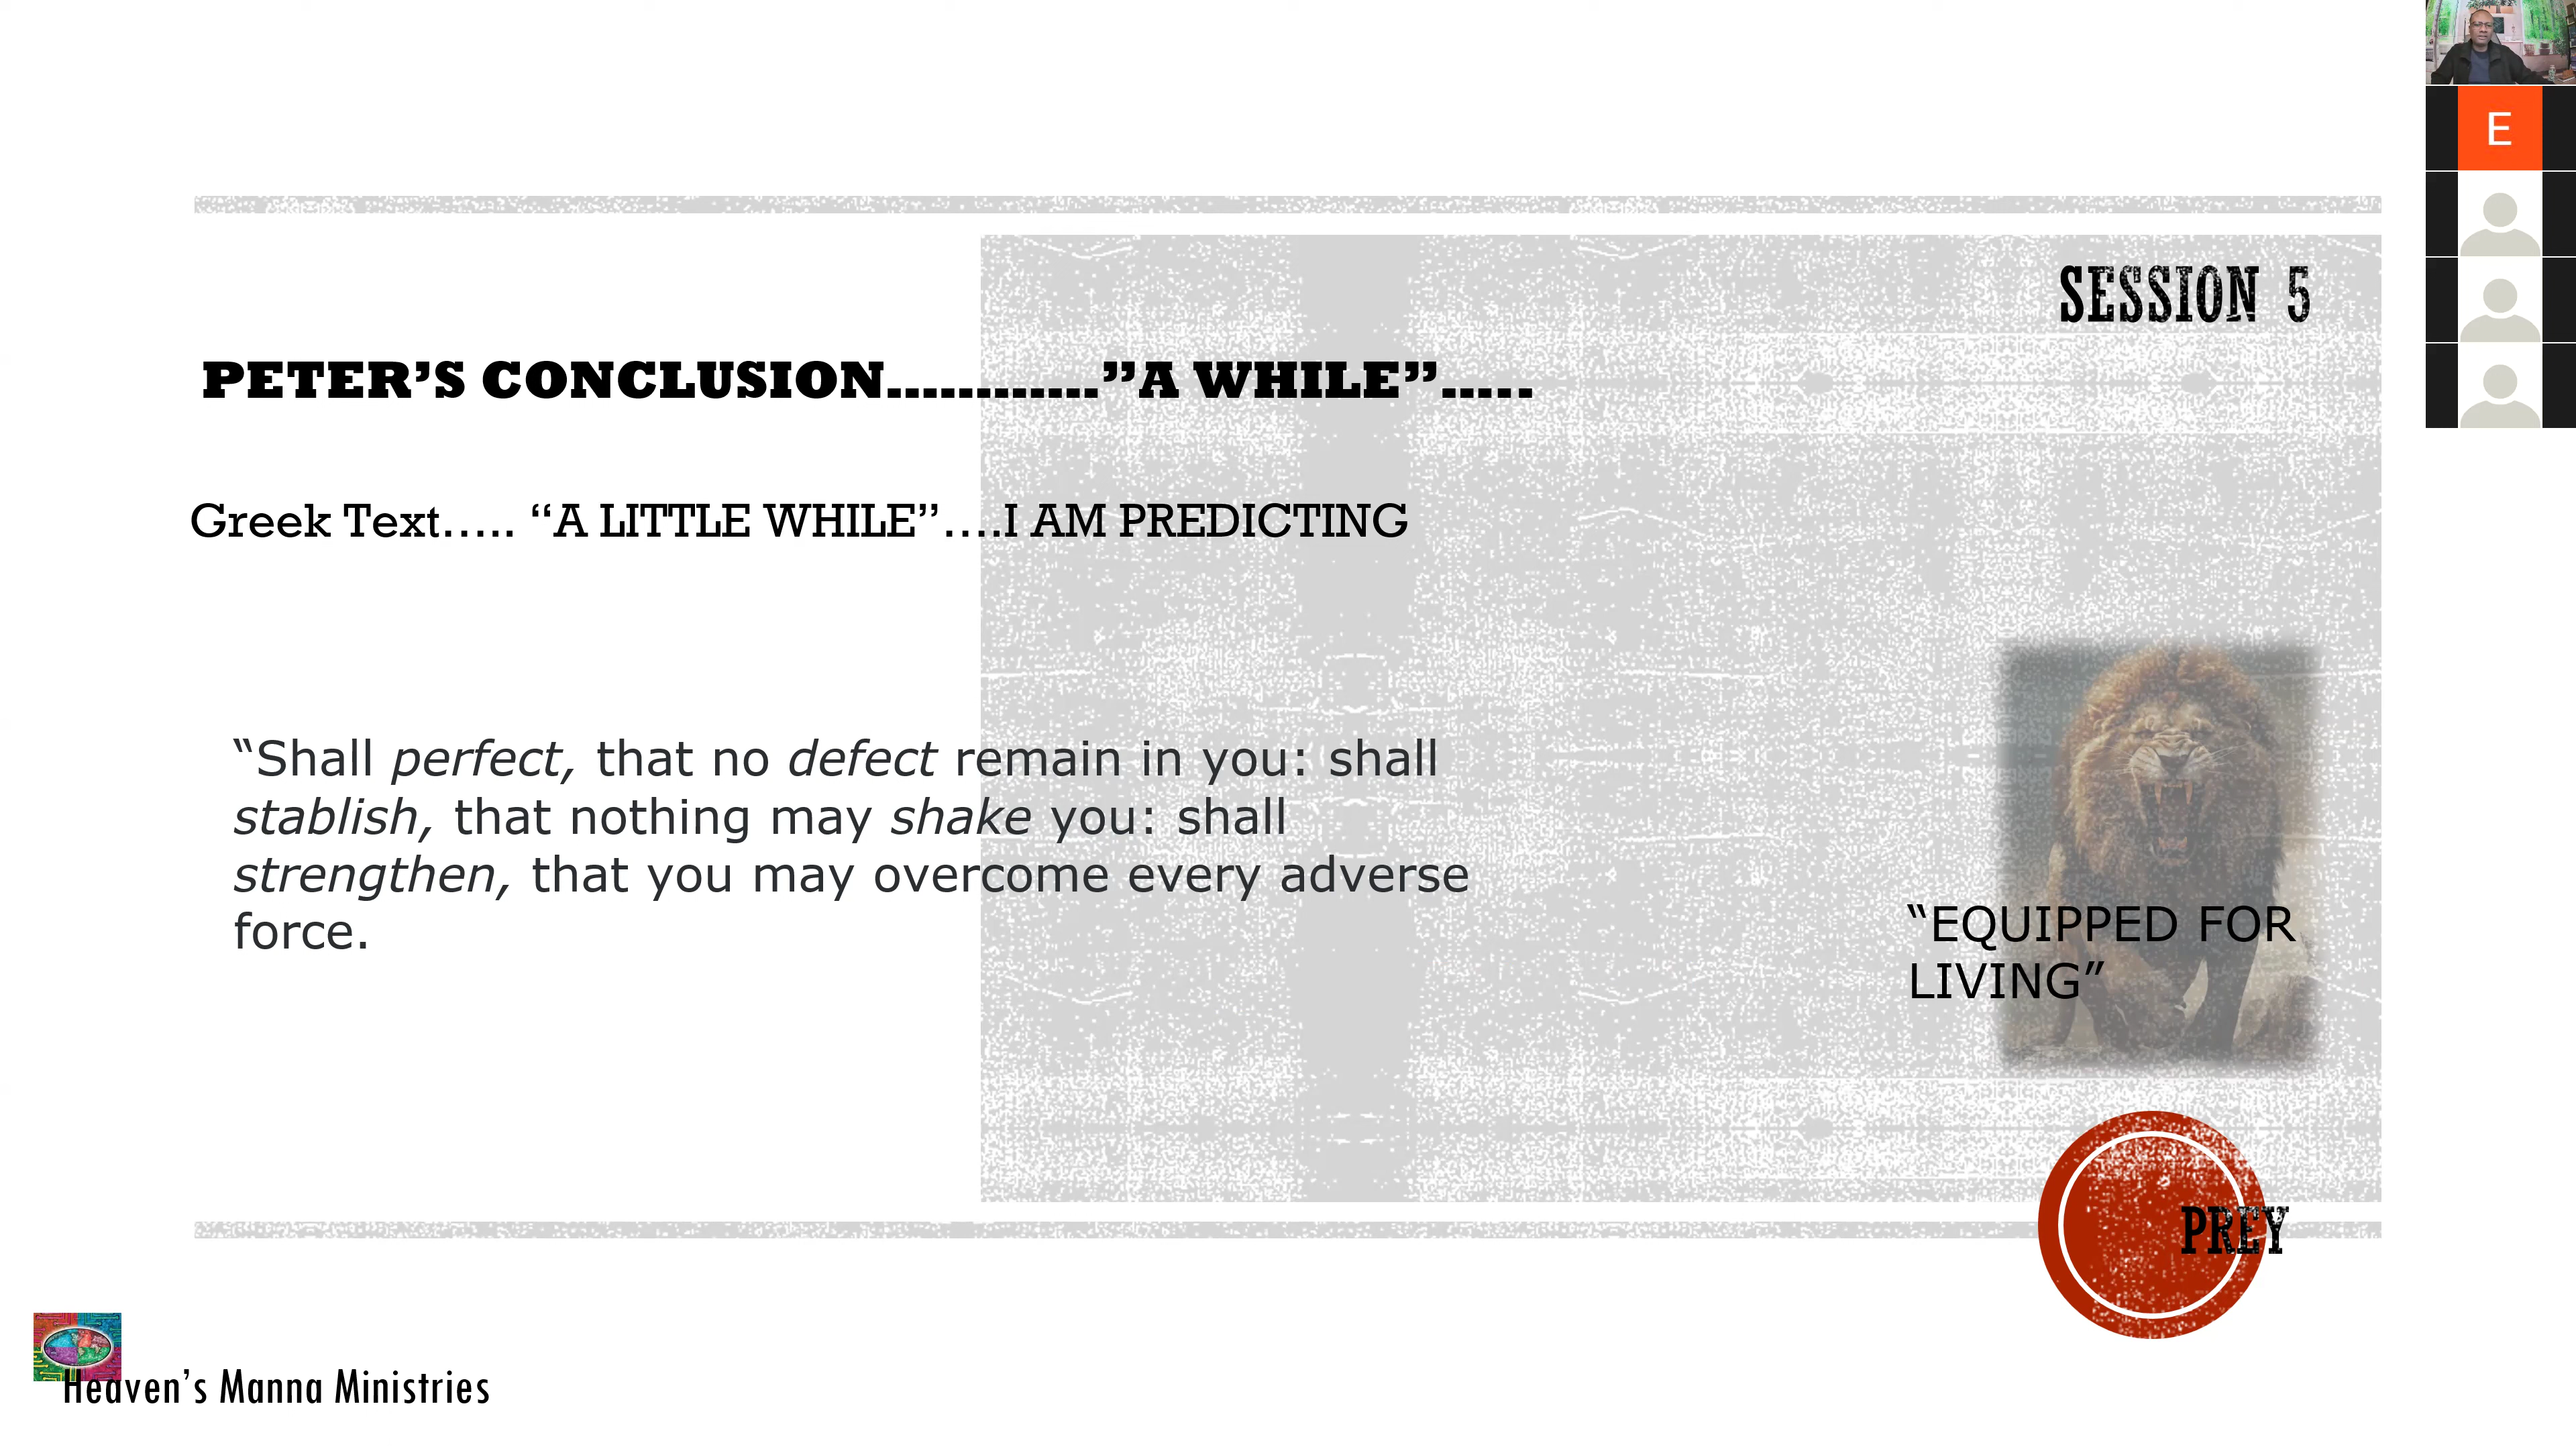 E
SESSION 5
PETER’S CONCLUSION............”A WHILE”.....
Greek Text..... “A LITTLE WHILE”....I AM PREDICTING
“Shall perfect, that no defect remain in you: shall
stablish, that nothing may shake you: shall
strengthen, that you may overcome every adverse
force.
“EQUIPPED FOR
LIVING”
PREY
Heaven’s Manna Ministries